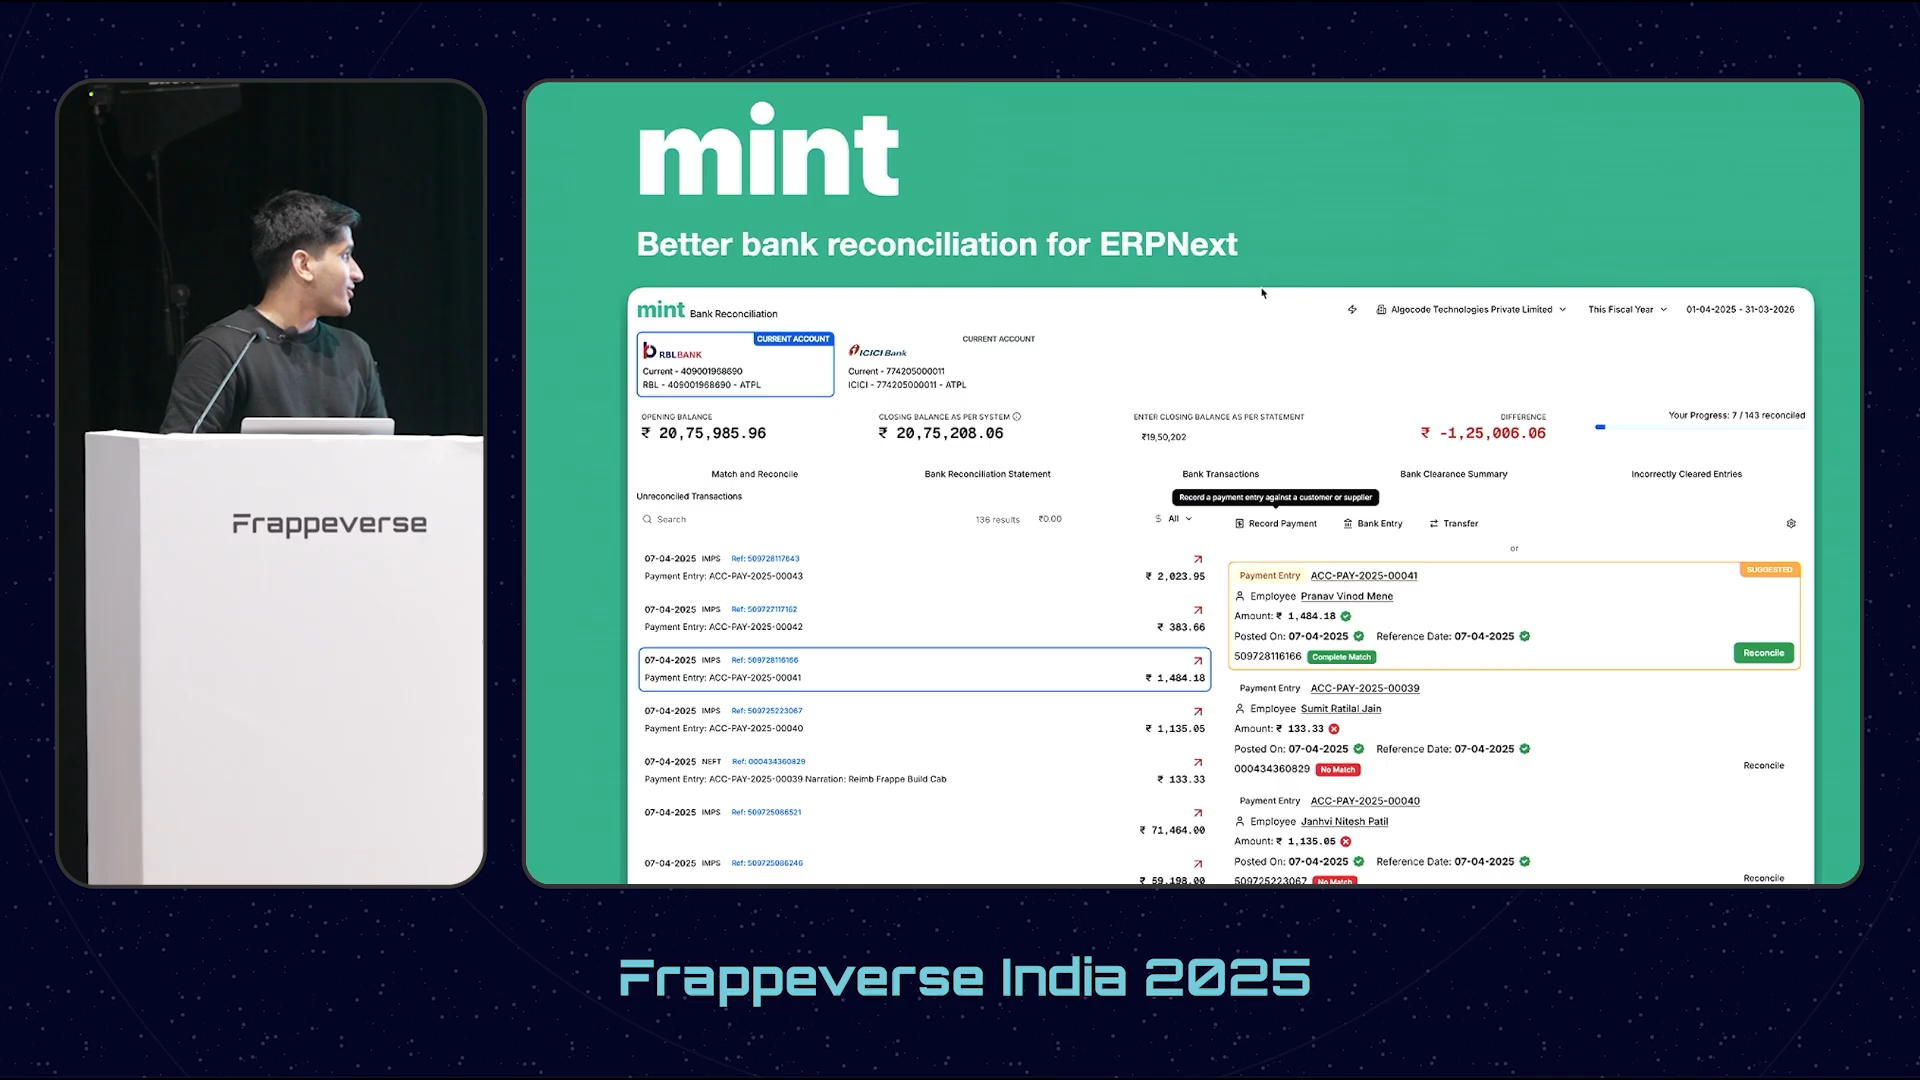 Frappeverse
mint
Better bank reconciliation for ERPNext
mint Bank Reconciliation
Algocode Technologies Private Limited
This Fiscal Year
01-04-2025 - 31-03-2026
CURRENT ACCOUNT
RBLBANK
Current - 409001968690
RBL - 409001968690 - ATPL
CURRENT ACCOUNT
ICICI Bank
Current - 774205000011
ICICI - 774205000011 - ATPL
OPENING BALANCE
₹ 20,75,985.96
CLOSING BALANCE AS PER SYSTEM
₹ 20,75,208.06
ENTER CLOSING BALANCE AS PER STATEMENT
₹19,50,202
DIFFERENCE
₹ -1,25,006.06
Your Progress: 7 / 143 reconciled
Match and Reconcile
Bank Reconciliation Statement
Bank Transactions
Bank Clearance Summary
Incorrectly Cleared Entries
Unreconciled Transactions
Record a payment entry against a customer or supplier
Search
136 results
₹0.00
$ All
Record Payment
Bank Entry
Transfer
or
07-04-2025 IMPS Ref: 509728117643
Payment Entry: ACC-PAY-2025-00043
₹ 2,023.95
07-04-2025 IMPS Ref: 509727117162
Payment Entry: ACC-PAY-2025-00042
₹ 383.66
07-04-2025 IMPS Ref: 509728116166
Payment Entry: ACC-PAY-2025-00041
₹ 1,484.18
07-04-2025 IMPS Ref: 509725223067
Payment Entry: ACC-PAY-2025-00040
₹ 1,135.05
07-04-2025 NEFT Ref: 000434360829
Payment Entry: ACC-PAY-2025-00039 Narration: Reimb Frappe Build Cab
₹ 133.33
07-04-2025 IMPS Ref: 509725086521
₹ 71,464.00
07-04-2025 IMPS Ref: 509725086246
₹ 59,198.00
SUGGESTED
Payment Entry ACC-PAY-2025-00041
Employee Pranav Vinod Mene
Amount: ₹ 1,484.18
Posted On: 07-04-2025 Reference Date: 07-04-2025
509728116166 Complete Match
Reconcile
Payment Entry ACC-PAY-2025-00039
Employee Sumit Ratilal Jain
Amount: ₹ 133.33
Posted On: 07-04-2025 Reference Date: 07-04-2025
000434360829 No Match
Reconcile
Payment Entry ACC-PAY-2025-00040
Employee Janhvi Nitesh Patil
Amount: ₹ 1,135.05
Posted On: 07-04-2025 Reference Date: 07-04-2025
509725223067 No Match
Reconcile
Frappeverse India 2025